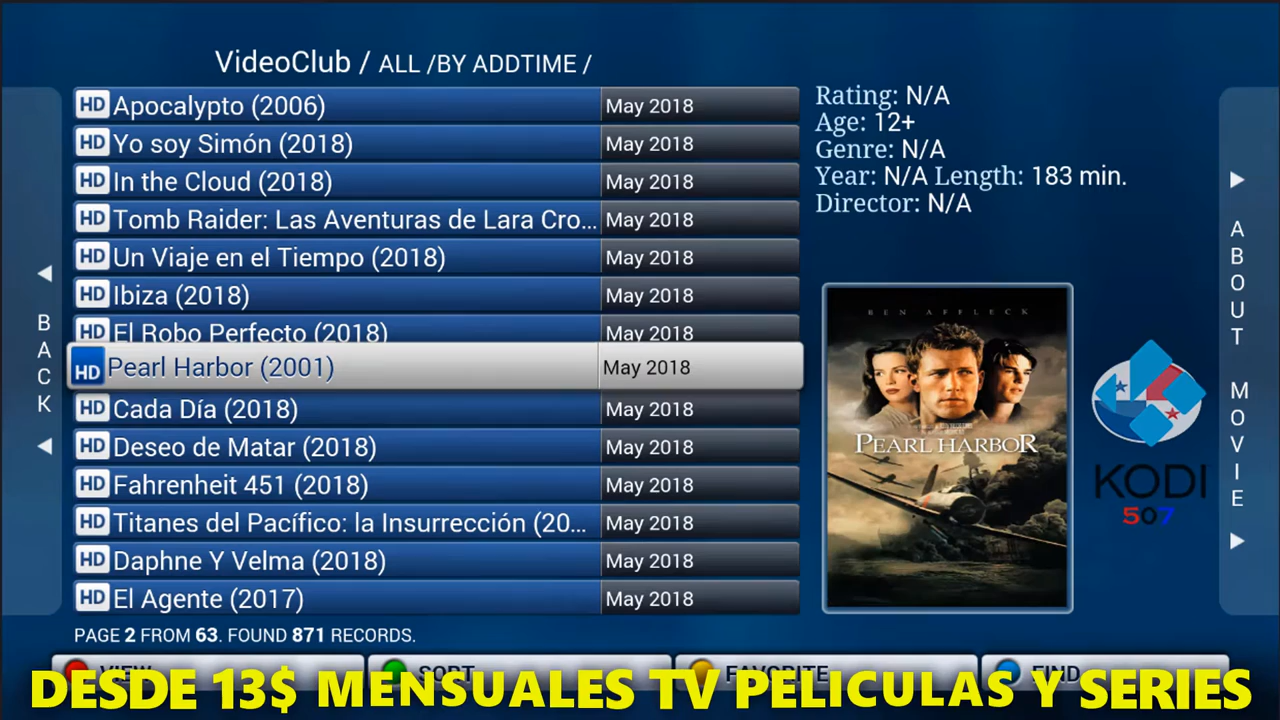 VideoClub / ALL /BY ADDTIME /
HD Apocalypto (2006) May 2018
HD Yo soy Simón (2018) May 2018
HD In the Cloud (2018) May 2018
HD Tomb Raider: Las Aventuras de Lara Cro... May 2018
HD Un Viaje en el Tiempo (2018) May 2018
HD Ibiza (2018) May 2018
HD El Robo Perfecto (2018) May 2018
HD Pearl Harbor (2001) May 2018
HD Cada Día (2018) May 2018
HD Deseo de Matar (2018) May 2018
HD Fahrenheit 451 (2018) May 2018
HD Titanes del Pacífico: la Insurrección (20... May 2018
HD Daphne Y Velma (2018) May 2018
HD El Agente (2017) May 2018
PAGE 2 FROM 63. FOUND 871 RECORDS.
BACK
Rating: N/A
Age: 12+
Genre: N/A
Year: N/A Length: 183 min.
Director: N/A
BEN AFFLECK
PEARL HARBOR
KODI
507
ABOUT MOVIE
VIEW SORT FAVORITE FIND
DESDE 13$ MENSUALES TV PELICULAS Y SERIES